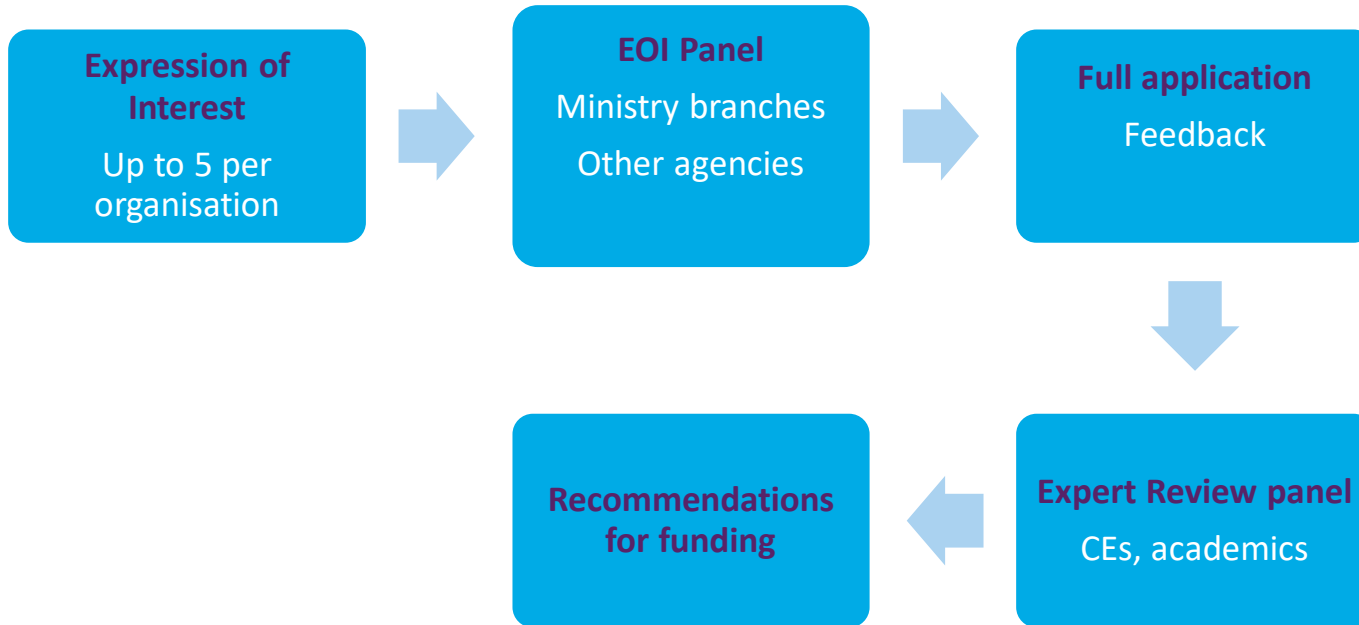 Expression of
Interest
Up to 5 per
organisation
EOI Panel
Ministry branches
Other agencies
Full application
Feedback
Expert Review panel
CEs, academics
Recommendations
for funding